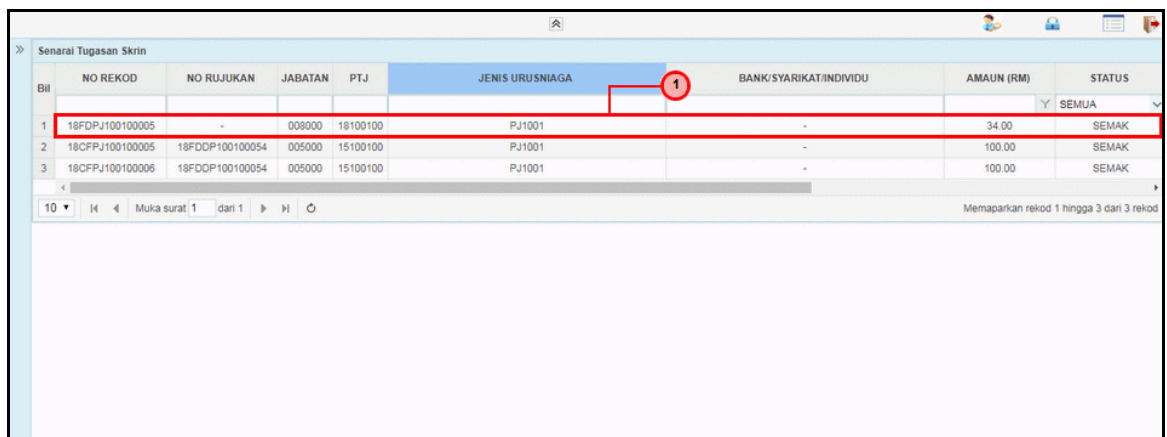 Senarai Tugasan Skrin
Bil NO REKOD NO RUJUKAN JABATAN PTJ JENIS URUSNIAGA BANK/SYARIKAT/INDIVIDU AMAUN (RM) STATUS
1
SEMUA
1 18FDPJ100100005 - 008000 18100100 PJ1001 - 34.00 SEMAK
2 18CFPJ100100005 18FDDP100100054 005000 15100100 PJ1001 - 100.00 SEMAK
3 18CFPJ100100006 18FDDP100100054 005000 15100100 PJ1001 - 100.00 SEMAK
10 Muka surat 1 dari 1 Memaparkan rekod 1 hingga 3 dari 3 rekod